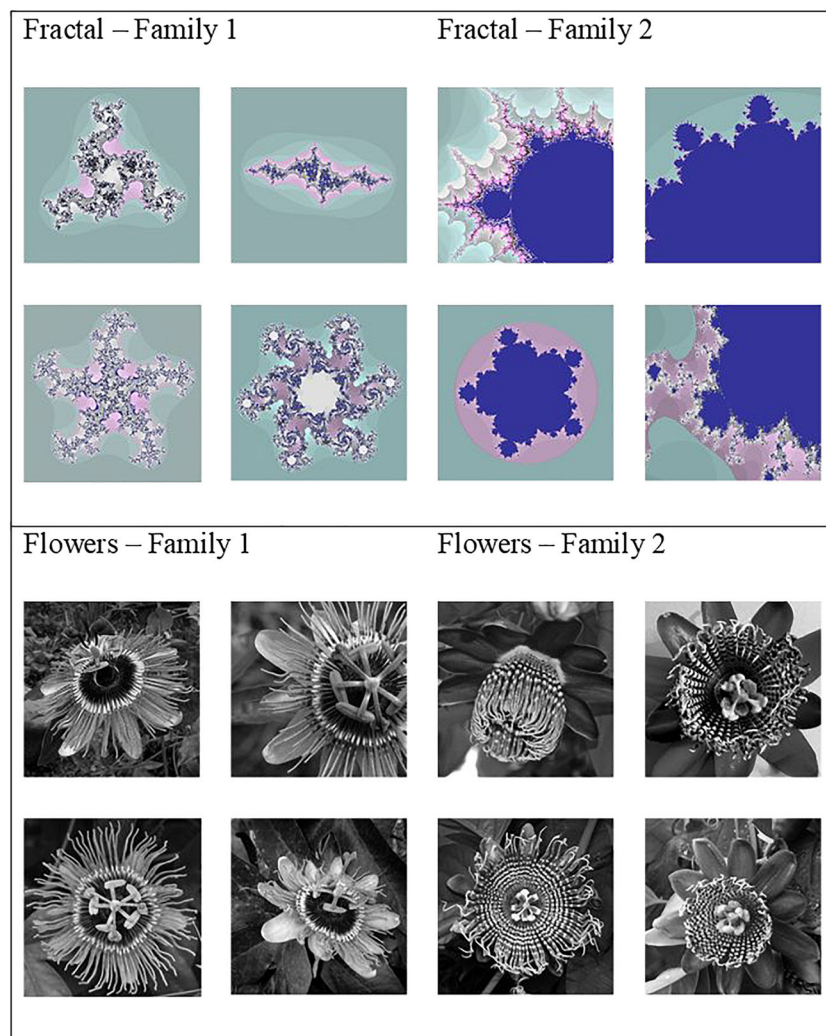 Fractal – Family 1
Fractal – Family 2
Flowers – Family 1
Flowers – Family 2